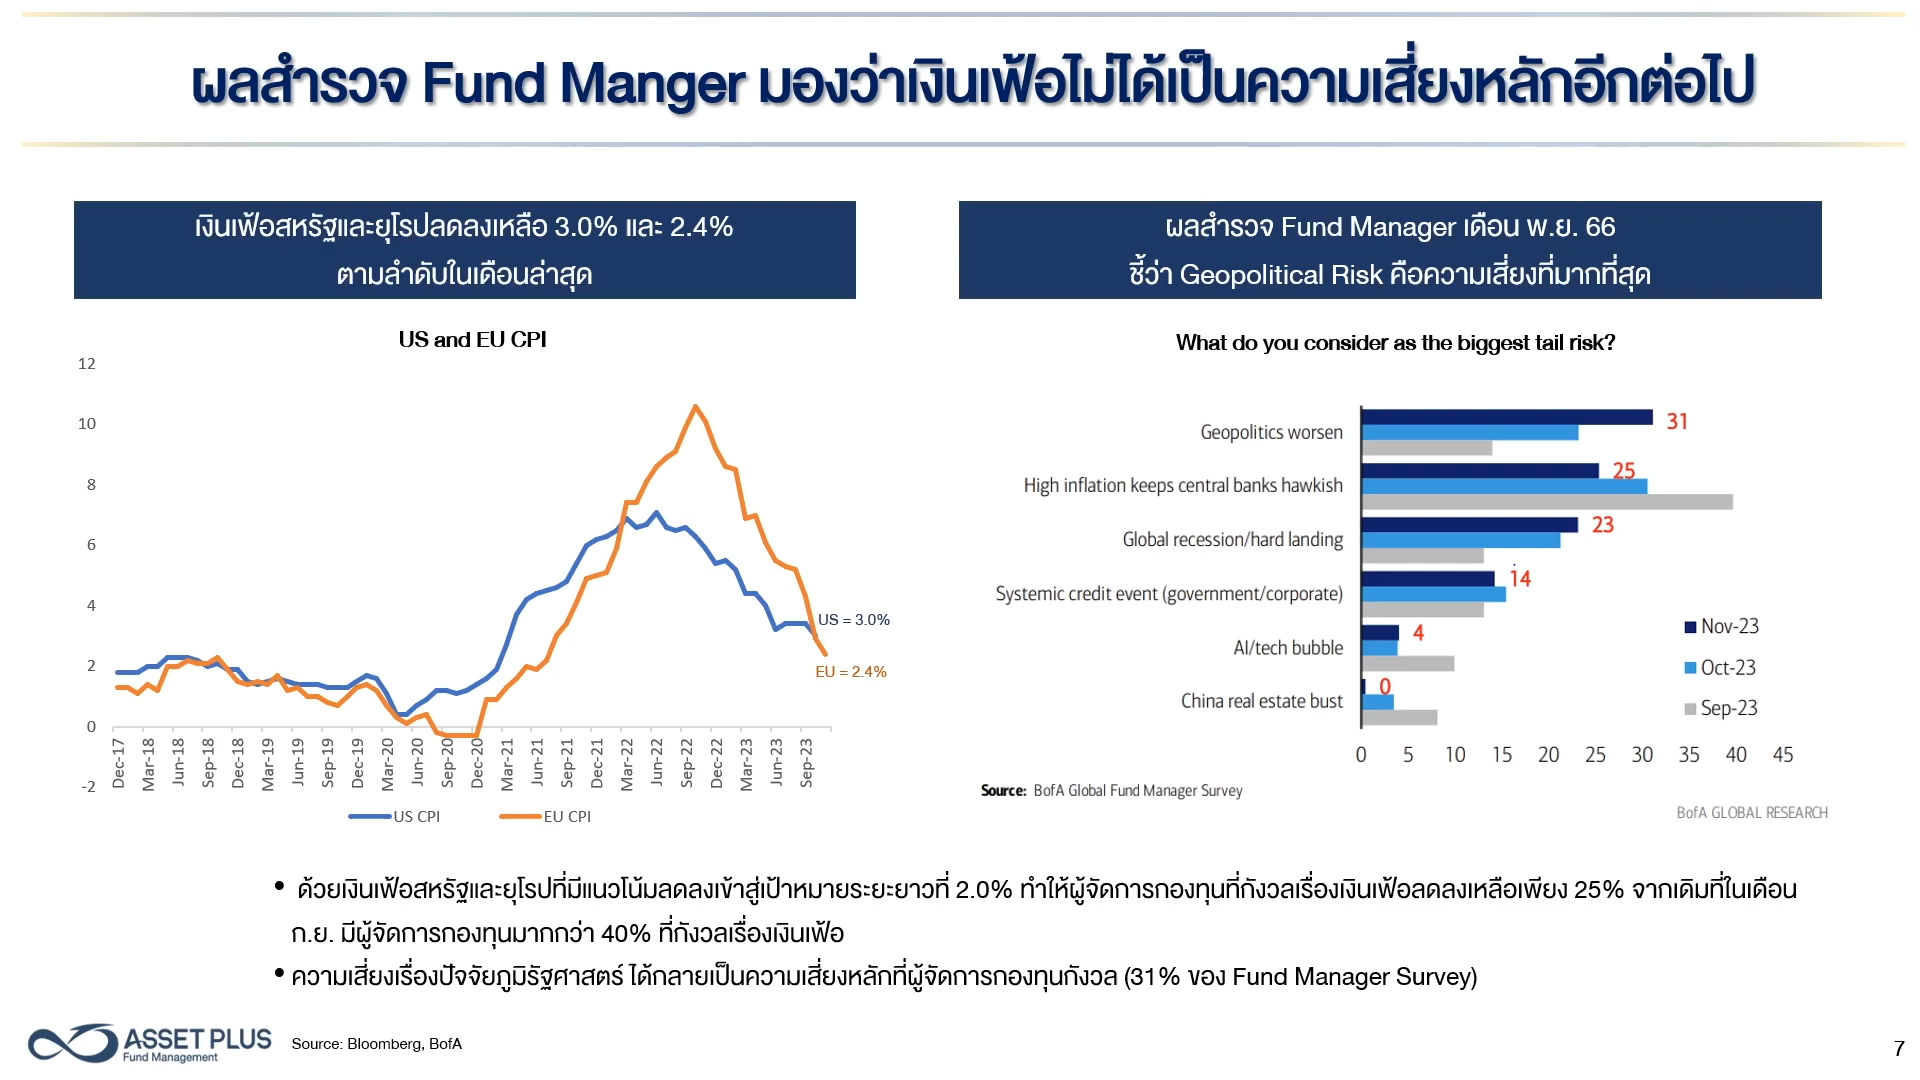 ผลสำรวจ Fund Manger มองว่าเงินเฟ้อไม่ได้เป็นความเสี่ยงหลักอีกต่อไป
เงินเฟ้อสหรัฐและยุโรปลดลงเหลือ 3.0% และ 2.4%
ตามลำดับในเดือนล่าสุด
US and EU CPI
12
10
8
6
4
2
0
-2
US = 3.0%
EU = 2.4%
Dec-17
Mar-18
Jun-18
Sep-18
Dec-18
Mar-19
Jun-19
Sep-19
Dec-19
Mar-20
Jun-20
Sep-20
Dec-20
Mar-21
Jun-21
Sep-21
Dec-21
Mar-22
Jun-22
Sep-22
Dec-22
Mar-23
Jun-23
Sep-23
US CPI
EU CPI
ผลสำรวจ Fund Manager เดือน พ.ย. 66
ชี้ว่า Geopolitical Risk คือความเสี่ยงที่มากที่สุด
What do you consider as the biggest tail risk?
Geopolitics worsen
31
High inflation keeps central banks hawkish
25
Global recession/hard landing
23
Systemic credit event (government/corporate)
14
AI/tech bubble
4
China real estate bust
0
Nov-23
Oct-23
Sep-23
0 5 10 15 20 25 30 35 40 45
Source: BofA Global Fund Manager Survey
BofA GLOBAL RESEARCH
• ด้วยเงินเฟ้อสหรัฐและยุโรปที่มีแนวโน้มลดลงเข้าสู่เป้าหมายระยะยาวที่ 2.0% ทำให้ผู้จัดการกองทุนที่กังวลเรื่องเงินเฟ้อลดลงเหลือเพียง 25% จากเดิมที่ในเดือน
ก.ย. มีผู้จัดการกองทุนมากกว่า 40% ที่กังวลเรื่องเงินเฟ้อ
• ความเสี่ยงเรื่องปัจจัยภูมิรัฐศาสตร์ ได้กลายเป็นความเสี่ยงหลักที่ผู้จัดการกองทุนกังวล (31% ของ Fund Manager Survey)
ASSET PLUS
Fund Management
Source: Bloomberg, BofA
7